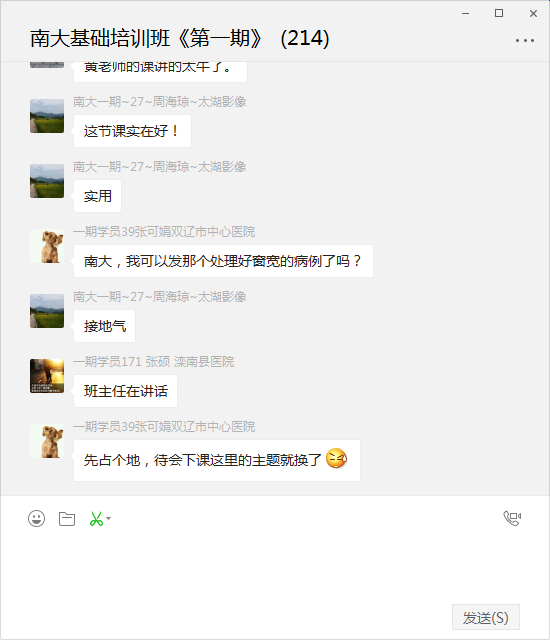 南大基础培训班《第一期》 (214)
黄老师的课讲的太牛了。
南大一期~27~周海琼~太湖影像
这节课实在好！
南大一期~27~周海琼~太湖影像
实用
一期学员39张可娟双辽市中心医院
南大，我可以发那个处理好窗宽的病例了吗？
南大一期~27~周海琼~太湖影像
接地气
一期学员171 张硕 滦南县医院
班主任在讲话
一期学员39张可娟双辽市中心医院
先占个地，待会下课这里的主题就换了
发送(S)